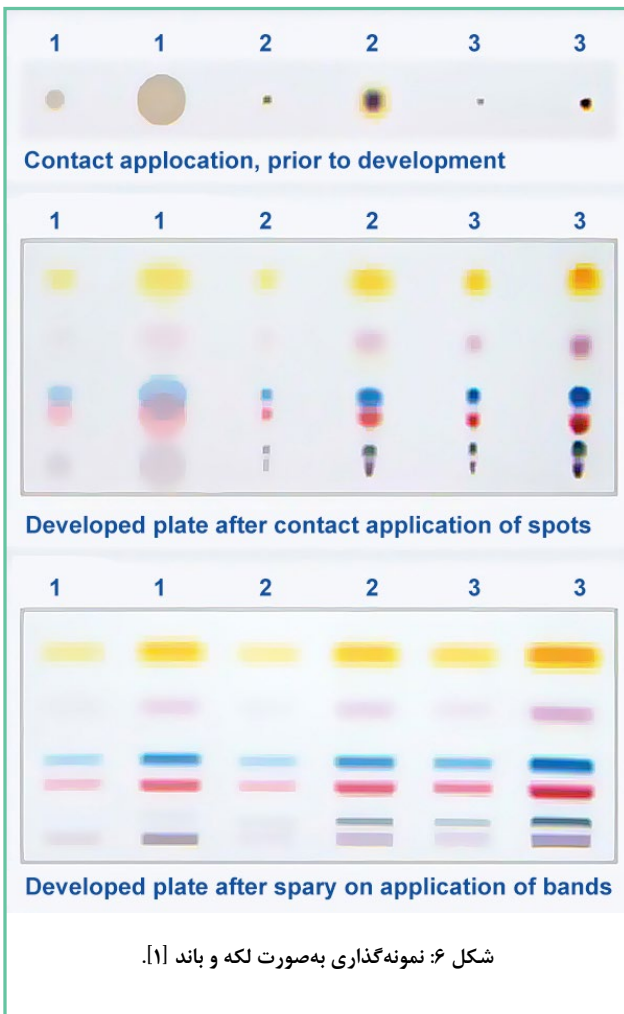 1 1 2 2 3 3
Contact applocation, prior to development
1 1 2 2 3 3
Developed plate after contact application of spots
1 1 2 2 3 3
Developed plate after spary on application of bands
شکل ۶: نمونه‌گذاری به‌صورت لکه و باند [۱].